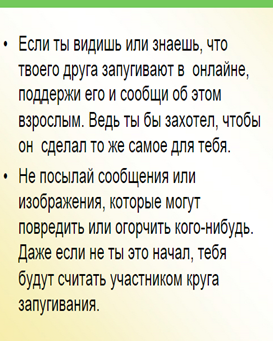 • Если ты видишь или знаешь, что
твоего друга запугивают в онлайне,
поддержи его и сообщи об этом
взрослым. Ведь ты бы захотел, чтобы
он сделал то же самое для тебя.
• Не посылай сообщения или
изображения, которые могут
повредить или огорчить кого-нибудь.
Даже если не ты это начал, тебя
будут считать участником круга
запугивания.